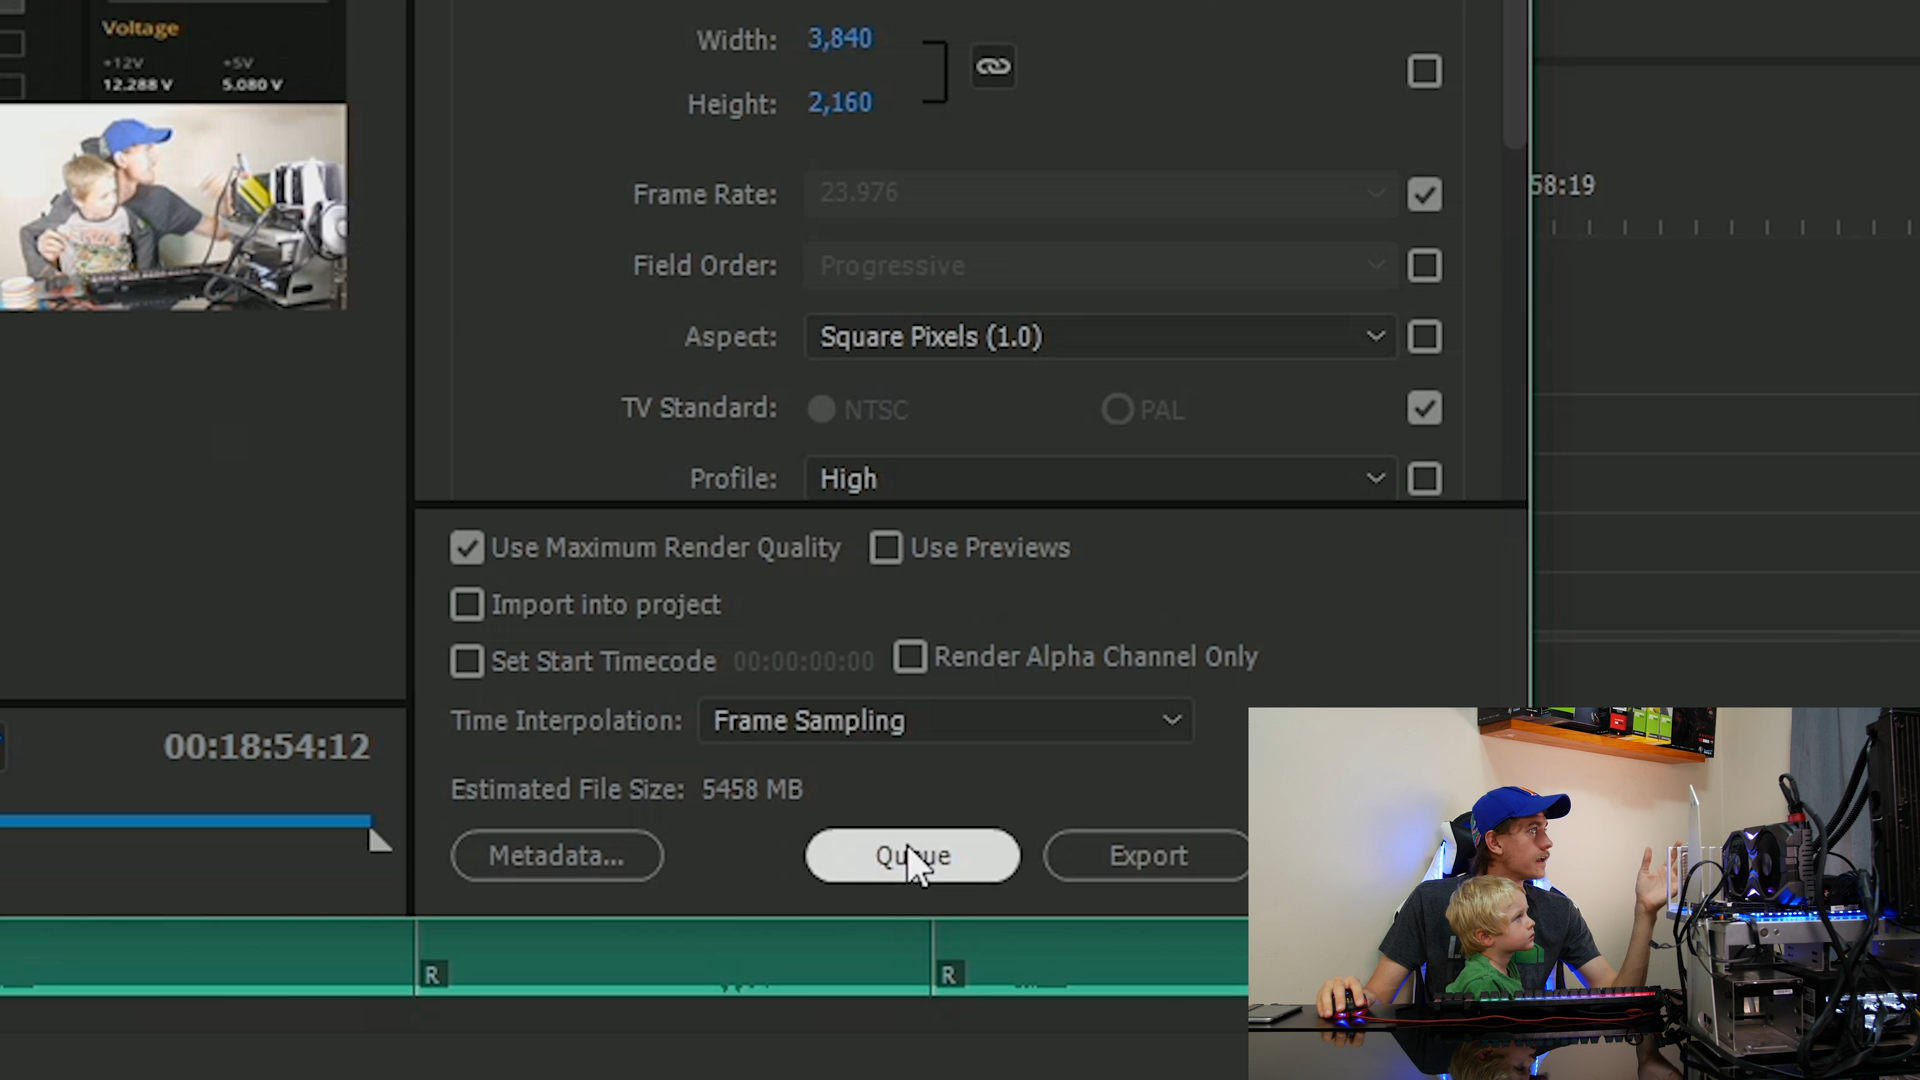 Voltage
+12V +5V
12.288 V 5.080 V
Width: 3,840
Height: 2,160
Frame Rate: 23.976
58:19
Field Order: Progressive
Aspect: Square Pixels (1.0)
TV Standard: NTSC PAL
Profile: High
Use Maximum Render Quality Use Previews
Import into project
Set Start Timecode 00:00:00:00 Render Alpha Channel Only
Time Interpolation: Frame Sampling
00:18:54:12
Estimated File Size: 5458 MB
Metadata... Queue Export
R R